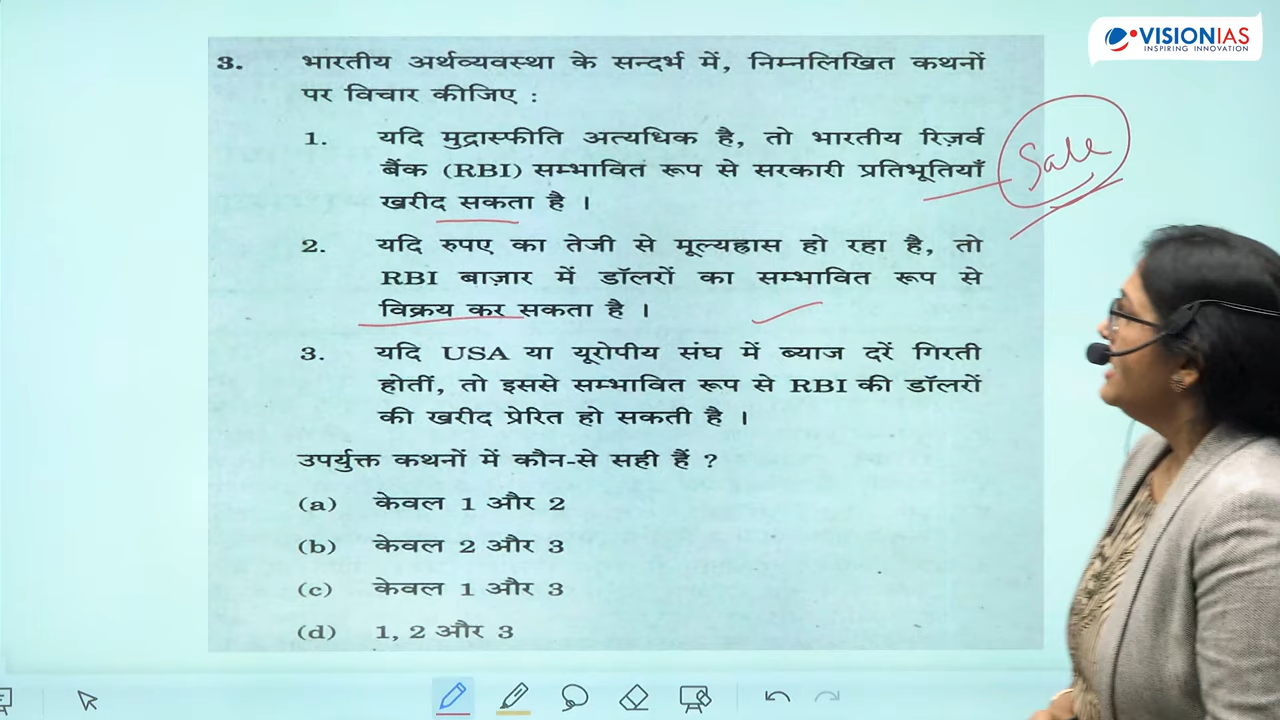 VISIONIAS
INSPIRING INNOVATION
3. भारतीय अर्थव्यवस्था के सन्दर्भ में, निम्नलिखित कथनों
पर विचार कीजिए :
1. यदि मुद्रास्फीति अत्यधिक है, तो भारतीय रिज़र्व
बैंक (RBI) सम्भावित रूप से सरकारी प्रतिभूतियाँ
खरीद सकता है ।
Sale
2. यदि रुपए का तेजी से मूल्यह्रास हो रहा है, तो
RBI बाज़ार में डॉलरों का सम्भावित रूप से
विक्रय कर सकता है ।
3. यदि USA या यूरोपीय संघ में ब्याज दरें गिरती
होतीं, तो इससे सम्भावित रूप से RBI की डॉलरों
की खरीद प्रेरित हो सकती है ।
उपर्युक्त कथनों में कौन-से सही हैं ?
(a) केवल 1 और 2
(b) केवल 2 और 3
(c) केवल 1 और 3
(d) 1, 2 और 3